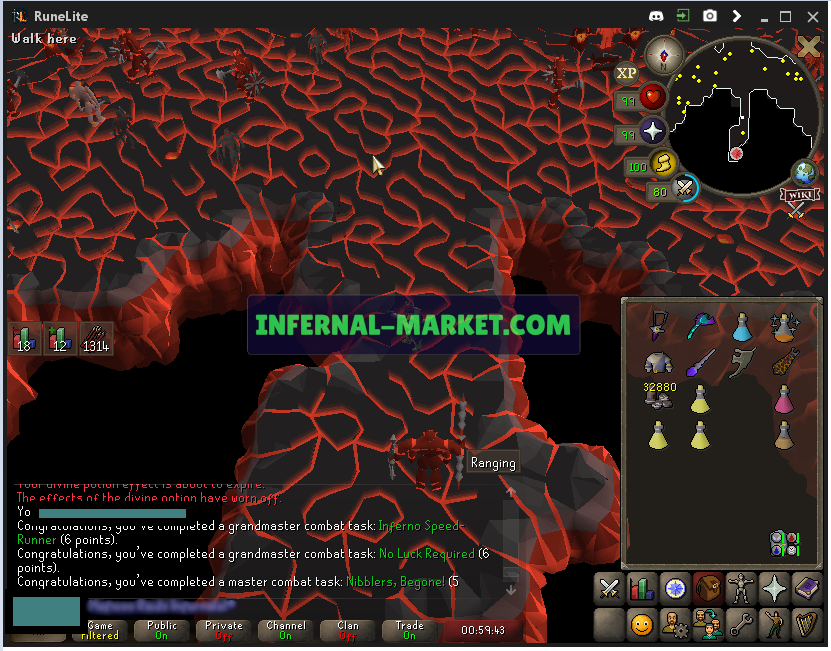 RuneLite
Walk here
XP
N
99
99
100
80
WIKI
INFERNAL-MARKET.COM
18
12
1314
32880
Ranging
Your divine potion effect is about to expire.
The effects of the divine potion have worn off.
Yo
Congratulations, you've completed a grandmaster combat task: Inferno Speed-
Runner (6 points).
Congratulations, you've completed a grandmaster combat task: No Luck Required (6
points).
Congratulations, you've completed a master combat task: Nibblers, Begone! (5
Game
Filtered
Public
On
Private
Off
Channel
On
Clan
Off
Trade
On
00:59:43